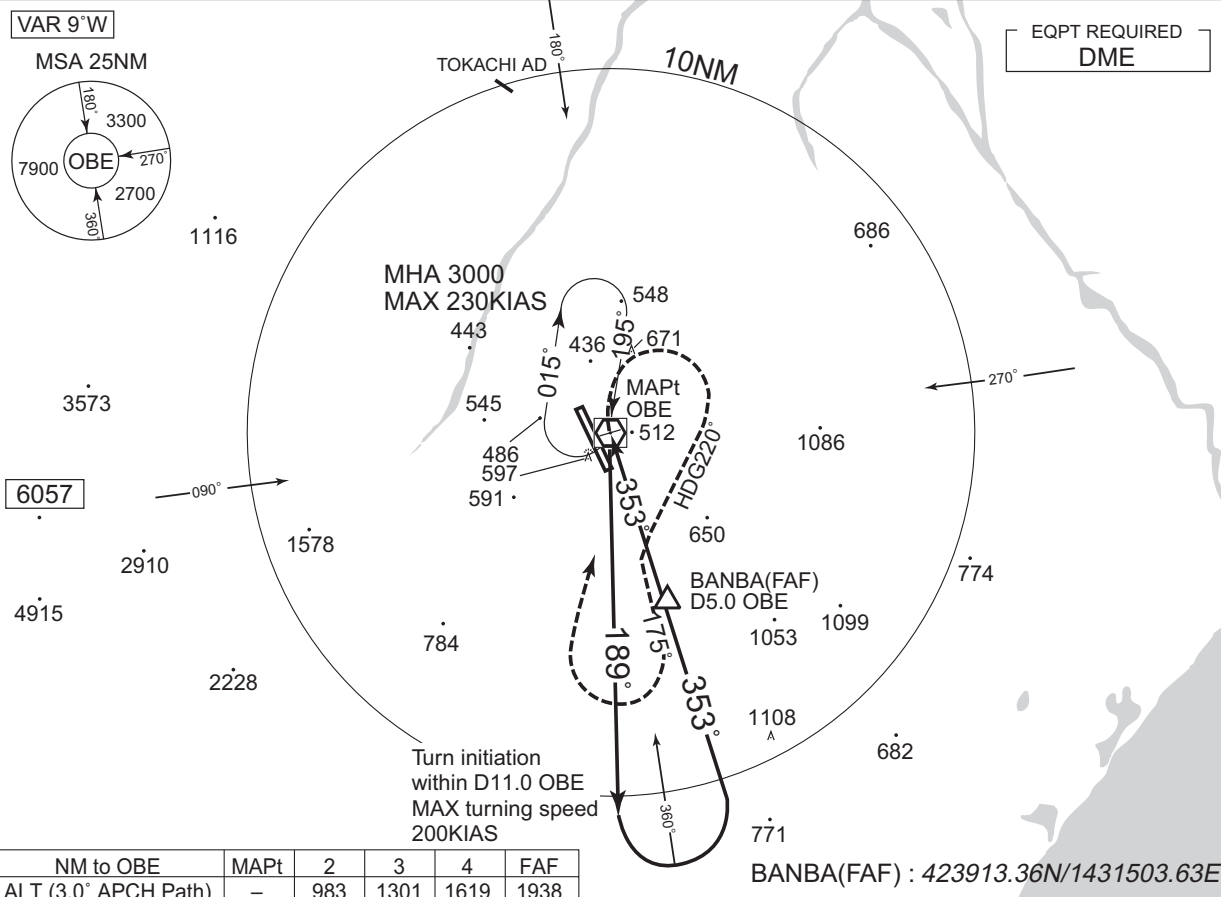 VAR 9°W
MSA 25NM
180°
3300
OBE
270°
7900
2700
360°
EQPT REQUIRED
DME
180°
TOKACHI AD
10NM
1116
686
MHA 3000
MAX 230KIAS
548
443
436
195°
671
015°
MAPt
OBE
270°
3573
545
512
1086
486
597
HDG220°
6057
090°
591
353°
650
1578
2910
BANBA(FAF)
D5.0 OBE
774
4915
1099
1053
784
189°
175°
2228
353°
1108
682
Turn initiation
within D11.0 OBE
MAX turning speed
200KIAS
360°
771
BANBA(FAF) : 423913.36N/1431503.63E
NM to OBE MAPt 2 3 4 FAF
ALT (3.0° APCH Path) – 983 1301 1619 1938